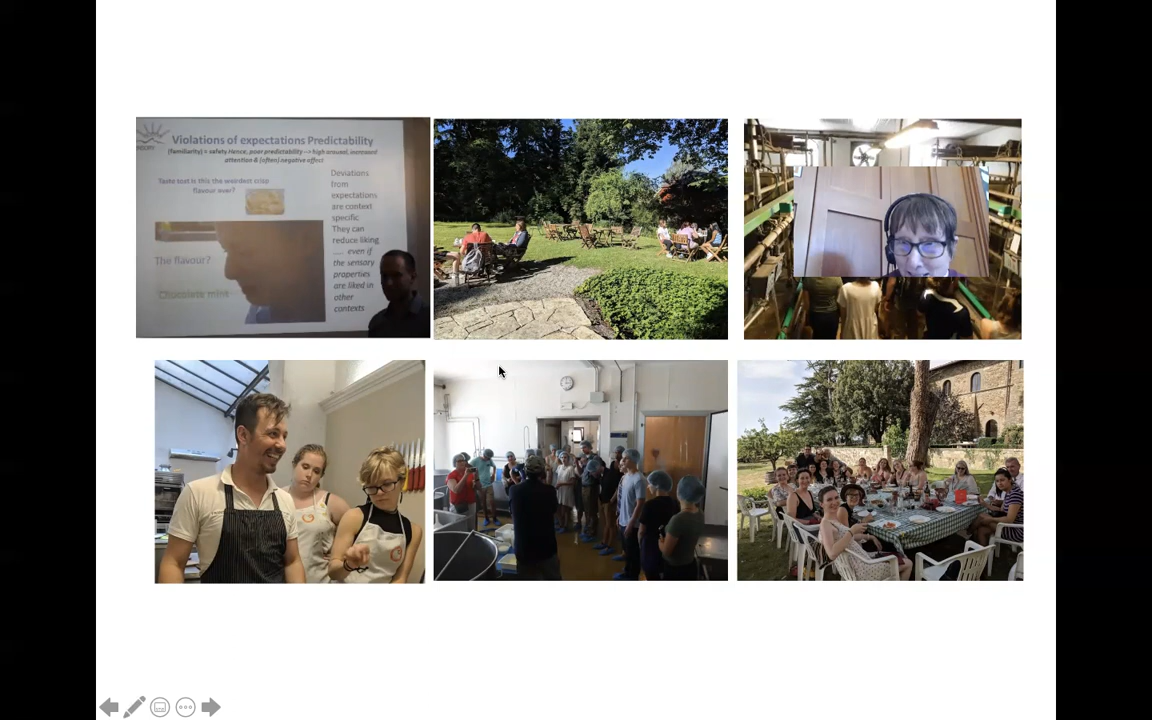 Violations of expectations Predictability
(familiarity) = safety Hence, poor predictability --> high arousal, increased
attention & (often) negative affect
Taste test is this the weirdest crisp
flavour ever?
The flavour?
Chocolate milk
Deviations
from
expectations
are context
specific
They can
reduce liking
.... even if
the sensory
properties
are liked in
other
contexts